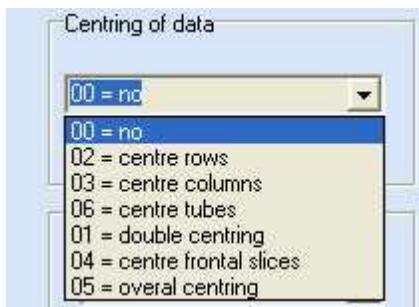 Centring of data
00 = no
00 = no
02 = centre rows
03 = centre columns
06 = centre tubes
01 = double centring
04 = centre frontal slices
05 = overal centring